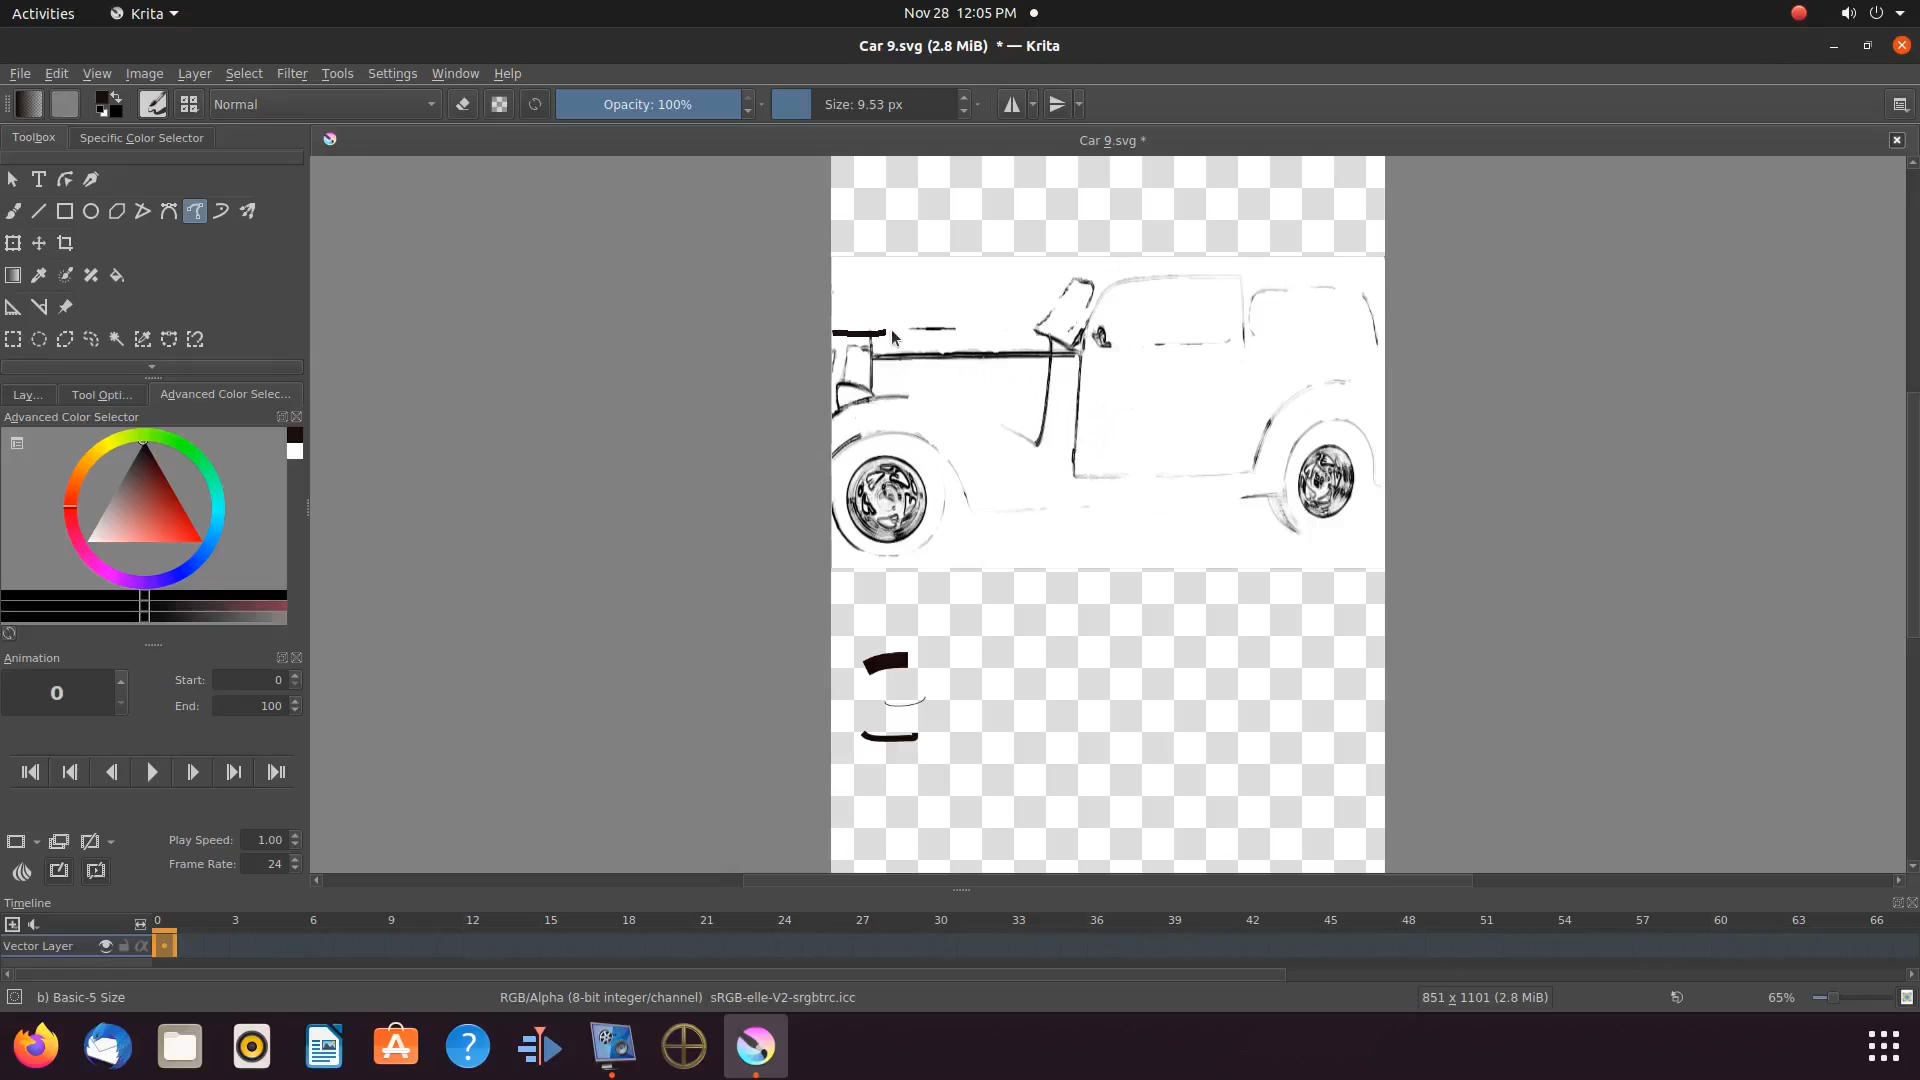 Activities
Krita
Nov 28 12:05 PM
Car 9.svg (2.8 MiB) * — Krita
File Edit View Image Layer Select Filter Tools Settings Window Help
Normal
Opacity: 100%
Size: 9.53 px
Toolbox
Specific Color Selector
Car 9.svg *
Lay...
Tool Opti...
Advanced Color Selec...
Advanced Color Selector
Animation
0
Start: 0
End: 100
Play Speed: 1.00
Frame Rate: 24
Timeline
0 3 6 9 12 15 18 21 24 27 30 33 36 39 42 45 48 51 54 57 60 63 66
Vector Layer
b) Basic-5 Size
RGB/Alpha (8-bit integer/channel) sRGB-elle-V2-srgbtrc.icc
851 x 1101 (2.8 MiB)
65%